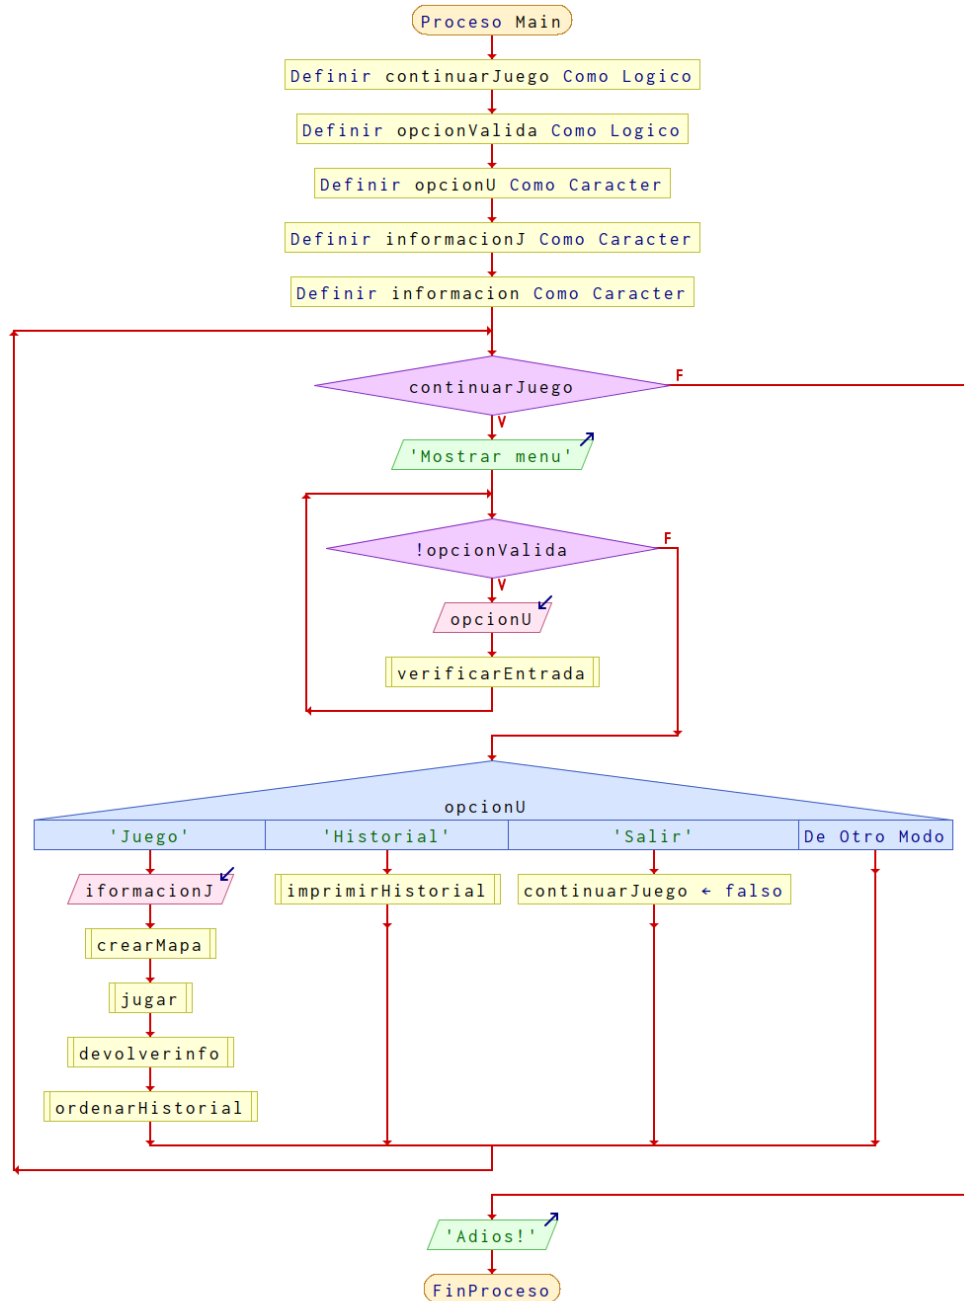 Proceso Main
Definir continuarJuego Como Logico
Definir opcionValida Como Logico
Definir opcionU Como Caracter
Definir informacionJ Como Caracter
Definir informacion Como Caracter
continuarJuego
F
V
'Mostrar menu'
!opcionValida
F
V
opcionU
verificarEntrada
opcionU
'Juego' 'Historial' 'Salir' De Otro Modo
iformacionJ imprimirHistorial continuarJuego ← falso
crearMapa
jugar
devolverinfo
ordenarHistorial
'Adios!'
FinProceso